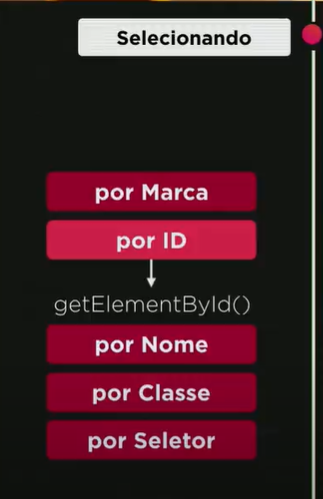 Selecionando
por Marca
por ID
getElementById()
por Nome
por Classe
por Seletor